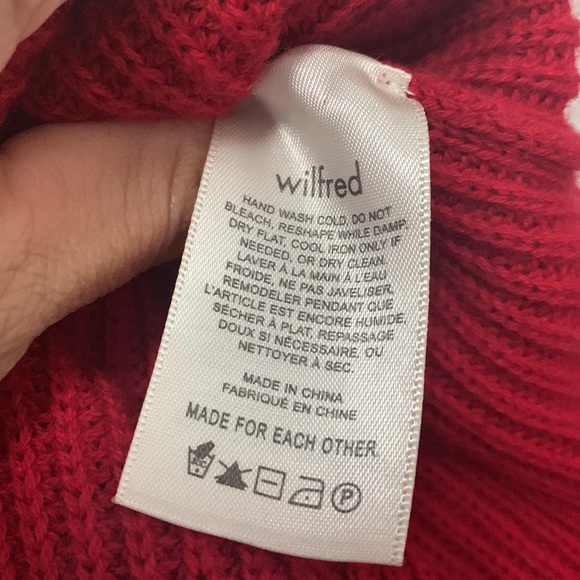 wilfred
HAND WASH COLD, DO NOT
BLEACH, RESHAPE WHILE DAMP,
DRY FLAT, COOL IRON ONLY IF
NEEDED, OR DRY CLEAN.
LAVER À LA MAIN À L'EAU
FROIDE, NE PAS JAVELISER,
REMODELER PENDANT QUE
L'ARTICLE EST ENCORE HUMIDE,
SÉCHER À PLAT, REPASSAGE
DOUX SI NÉCESSAIRE, OU
NETTOYER À SEC.
MADE IN CHINA
FABRIQUÉ EN CHINE
MADE FOR EACH OTHER.
P